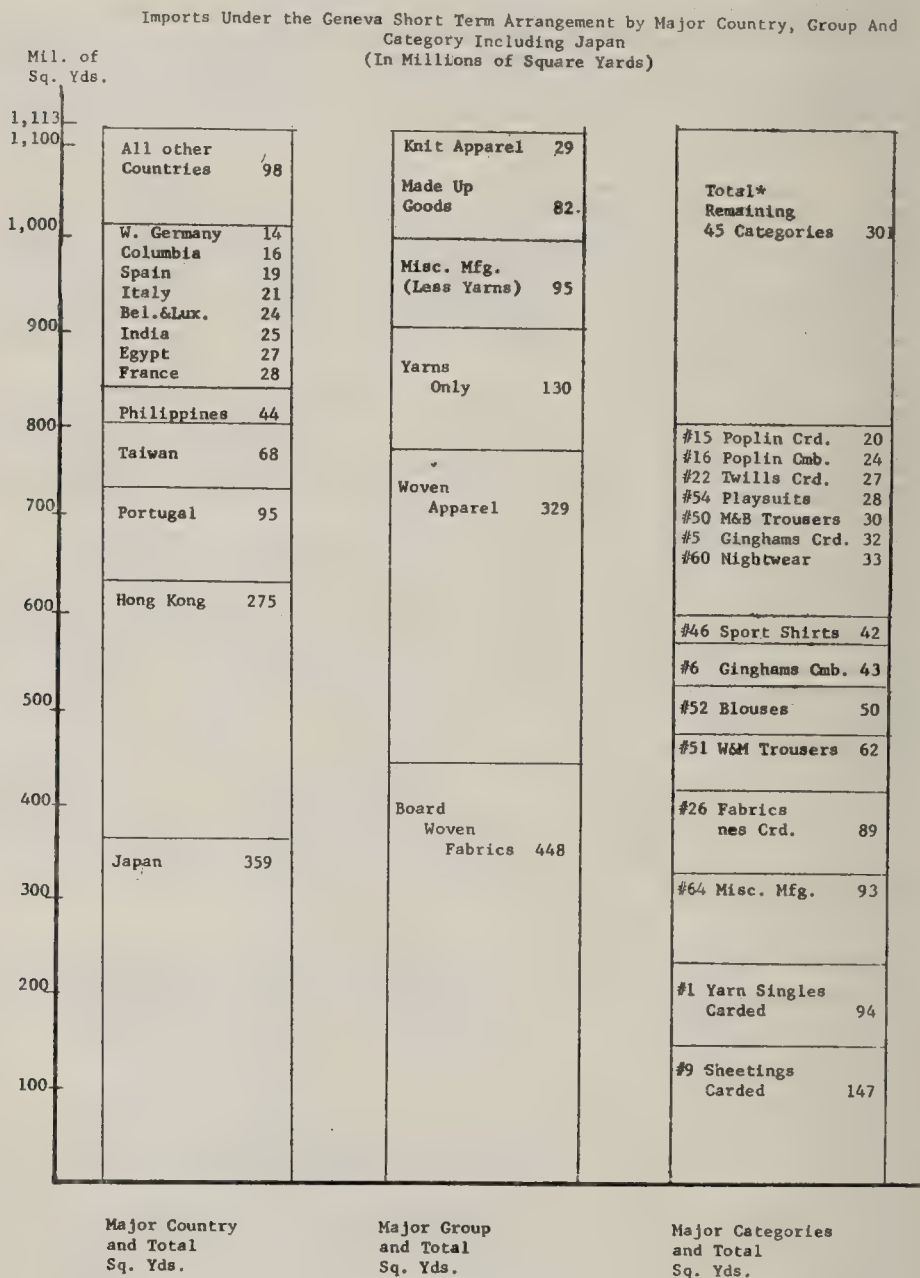 Imports Under the Geneva Short Term Arrangement by Major Country, Group And
Category Including Japan
(In Millions of Square Yards)
Mil. of
Sq. Yds.
1,113
1,100
1,000
900
800
700
600
500
400
300
200
100
All other
Countries 98
W. Germany 14
Columbia 16
Spain 19
Italy 21
Bel.&Lux. 24
India 25
Egypt 27
France 28
Philippines 44
Taiwan 68
Portugal 95
Hong Kong 275
Japan 359
Major Country
and Total
Sq. Yds.
Knit Apparel 29
Made Up
Goods 82
Misc. Mfg.
(Less Yarns) 95
Yarns
Only 130
Woven
Apparel 329
Board
Woven
Fabrics 448
Major Group
and Total
Sq. Yds.
Total*
Remaining
45 Categories 301
#15 Poplin Crd. 20
#16 Poplin Cmb. 24
#22 Twills Crd. 27
#54 Playsuits 28
#50 M&B Trousers 30
#5 Ginghams Crd. 32
#60 Nightwear 33
#46 Sport Shirts 42
#6 Ginghams Cmb. 43
#52 Blouses 50
#51 W&M Trousers 62
#26 Fabrics
nes Crd. 89
#64 Misc. Mfg. 93
#1 Yarn Singles
Carded 94
#9 Sheetings
Carded 147
Major Categories
and Total
Sq. Yds.